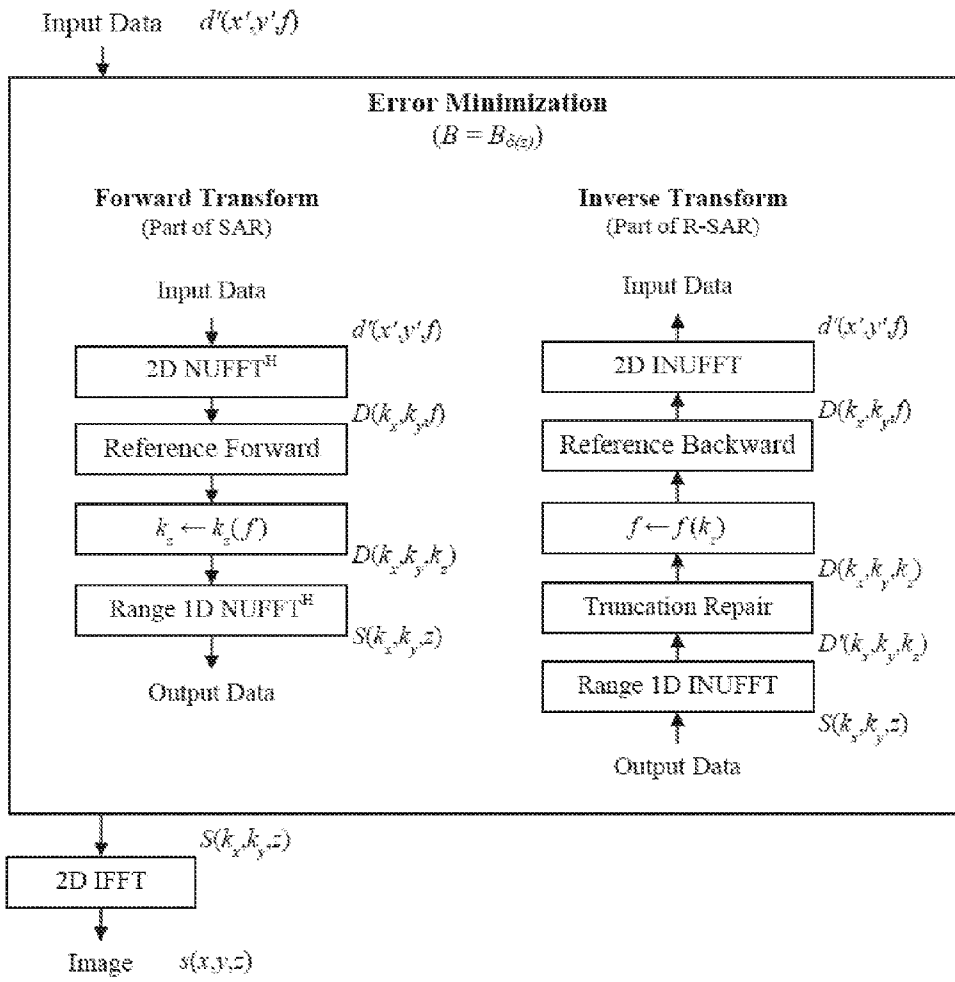 Input Data d'(x',y',f)
Error Minimization
(B = B_δ(z))
Forward Transform
(Part of SAR)
Input Data
d'(x',y',f)
2D NUFFT^H
D(k_x,k_y,f)
Reference Forward
k_z ← k_z(f)
D(k_x,k_y,k_z)
Range 1D NUFFT^H
S(k_x,k_y,z)
Output Data
Inverse Transform
(Part of R-SAR)
Input Data
d'(x',y',f)
2D INUFFT
D(k_x,k_y,f)
Reference Backward
f ← f(k_z)
D(k_x,k_y,k_z)
Truncation Repair
D'(k_x,k_y,k_z)
Range 1D INUFFT
S(k_x,k_y,z)
Output Data
S(k_x,k_y,z)
2D IFFT
Image s(x,y,z)